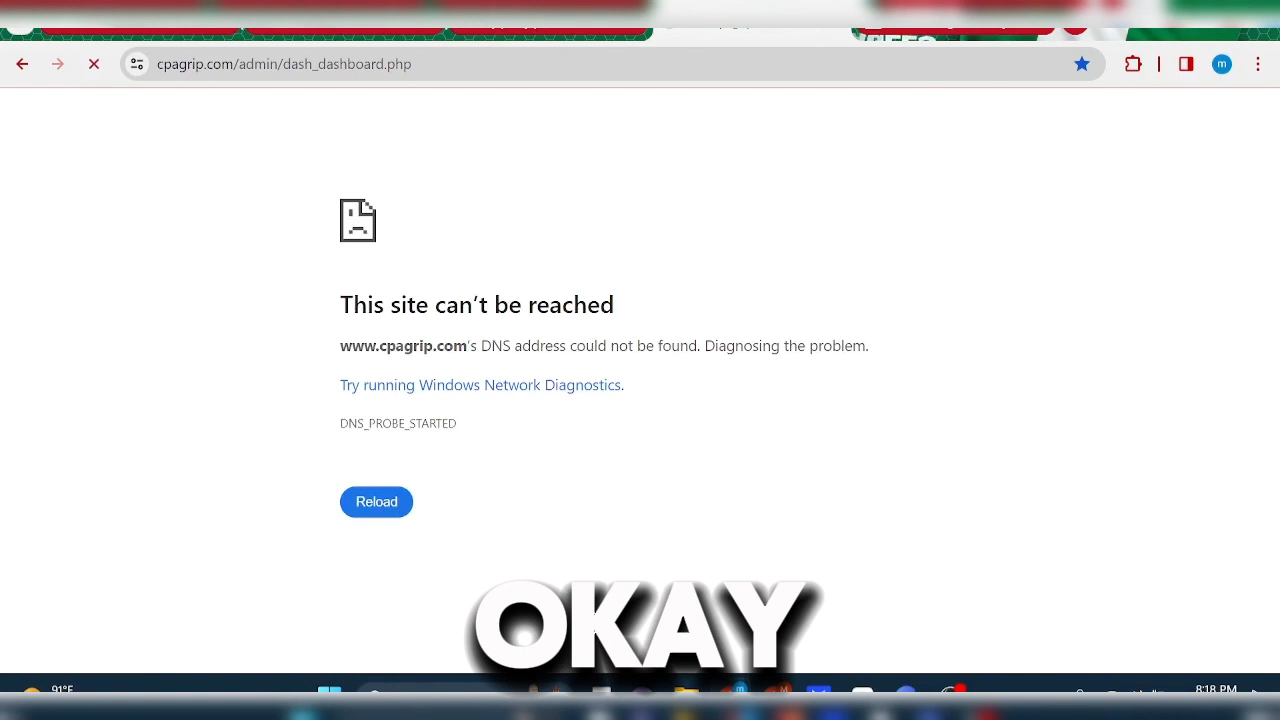 cpagrip.com/admin/dash_dashboard.php
m
This site can't be reached
www.cpagrip.com's DNS address could not be found. Diagnosing the problem.
Try running Windows Network Diagnostics.
DNS_PROBE_STARTED
Reload
OKAY
91°F
8:18 PM